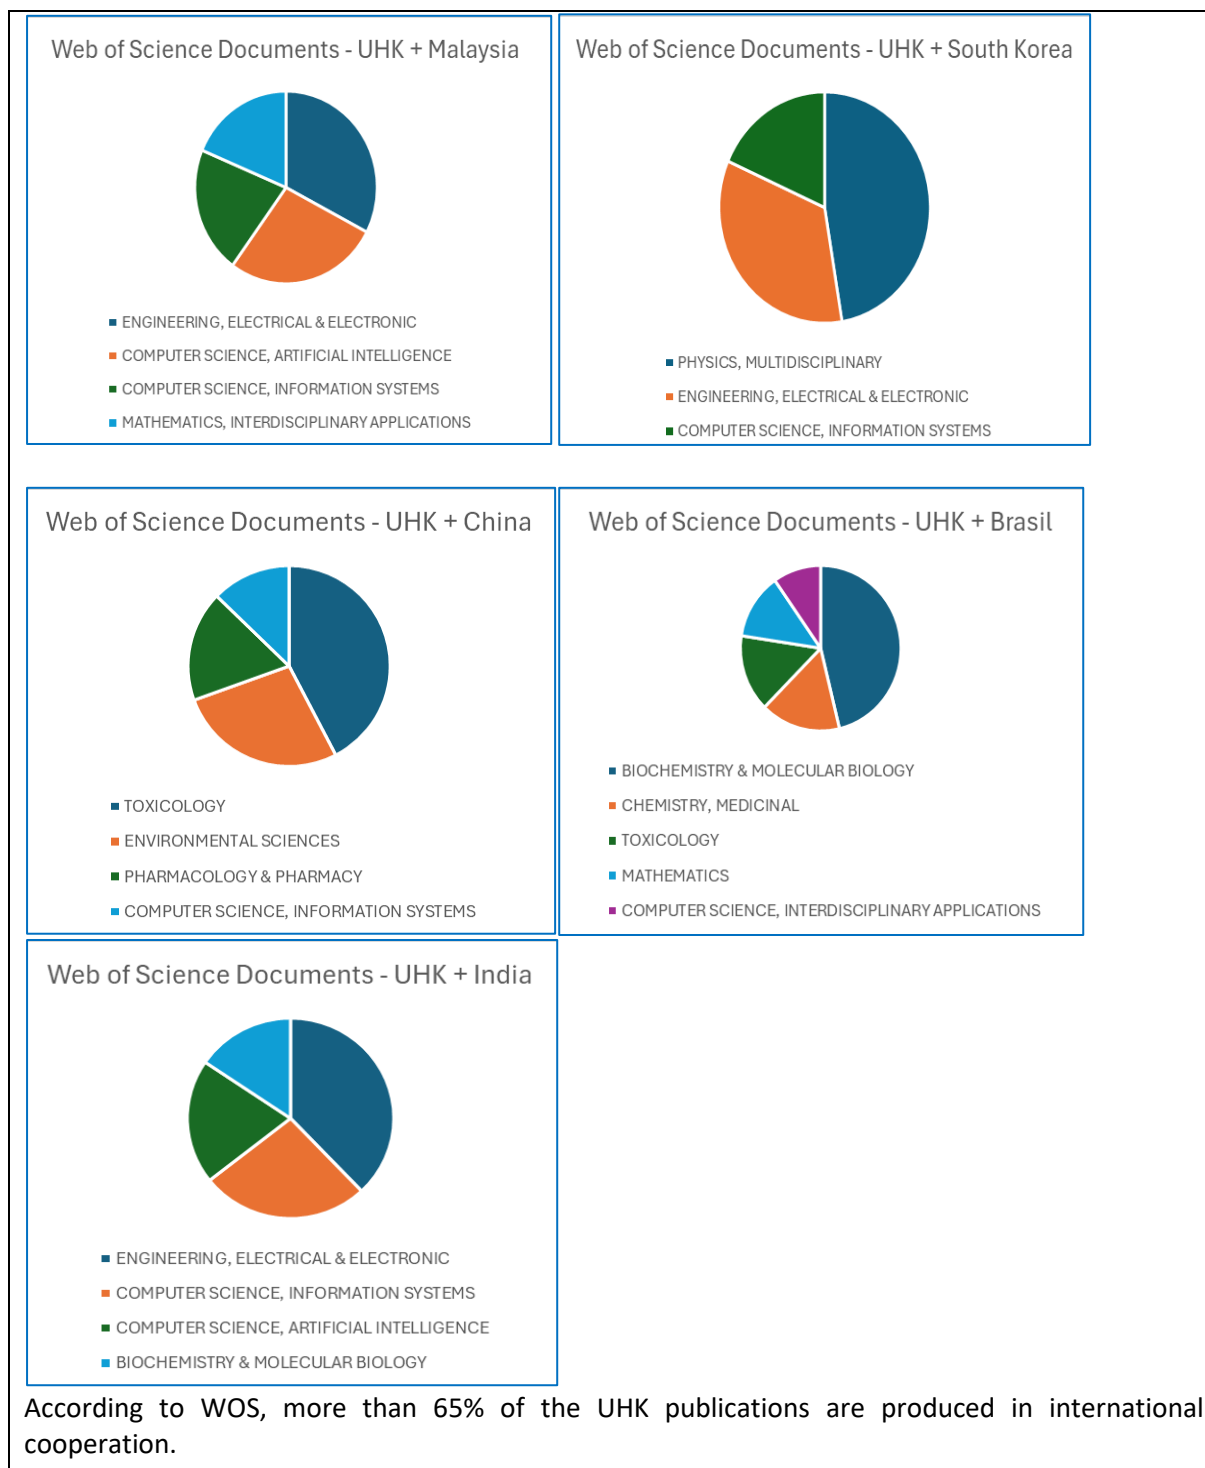 Web of Science Documents - UHK + Malaysia
ENGINEERING, ELECTRICAL & ELECTRONIC
COMPUTER SCIENCE, ARTIFICIAL INTELLIGENCE
COMPUTER SCIENCE, INFORMATION SYSTEMS
MATHEMATICS, INTERDISCIPLINARY APPLICATIONS
Web of Science Documents - UHK + South Korea
PHYSICS, MULTIDISCIPLINARY
ENGINEERING, ELECTRICAL & ELECTRONIC
COMPUTER SCIENCE, INFORMATION SYSTEMS
Web of Science Documents - UHK + China
TOXICOLOGY
ENVIRONMENTAL SCIENCES
PHARMACOLOGY & PHARMACY
COMPUTER SCIENCE, INFORMATION SYSTEMS
Web of Science Documents - UHK + Brasil
BIOCHEMISTRY & MOLECULAR BIOLOGY
CHEMISTRY, MEDICINAL
TOXICOLOGY
MATHEMATICS
COMPUTER SCIENCE, INTERDISCIPLINARY APPLICATIONS
Web of Science Documents - UHK + India
ENGINEERING, ELECTRICAL & ELECTRONIC
COMPUTER SCIENCE, INFORMATION SYSTEMS
COMPUTER SCIENCE, ARTIFICIAL INTELLIGENCE
BIOCHEMISTRY & MOLECULAR BIOLOGY
According to WOS, more than 65% of the UHK publications are produced in international
cooperation.